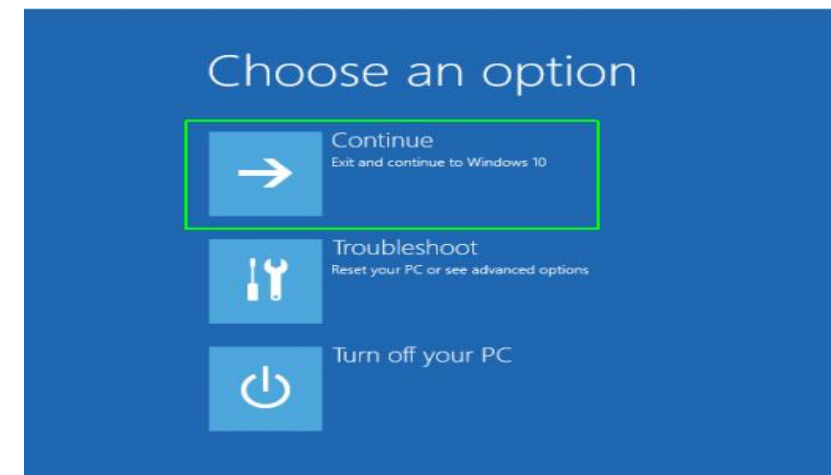 Choose an option
Continue
Exit and continue to Windows 10
Troubleshoot
Reset your PC or see advanced options
Turn off your PC